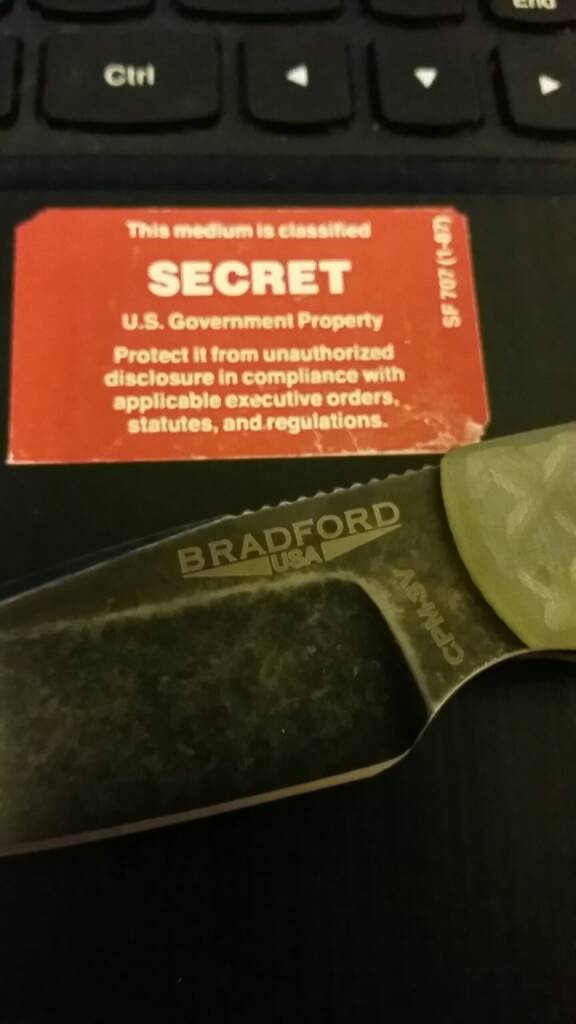 End
Ctrl
This medium is classified
SECRET
U.S. Government Property
Protect it from unauthorized
disclosure in compliance with
applicable executive orders,
statutes, and regulations.
SF 707 (1-87)
BRADFORD
USA
CPM-3V